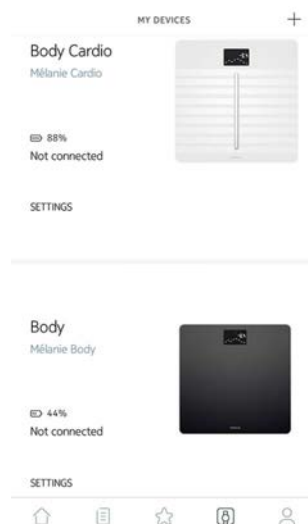 MY DEVICES
Body Cardio
Mélanie Cardio
88%
Not connected
SETTINGS
Body
Mélanie Body
44%
Not connected
SETTINGS